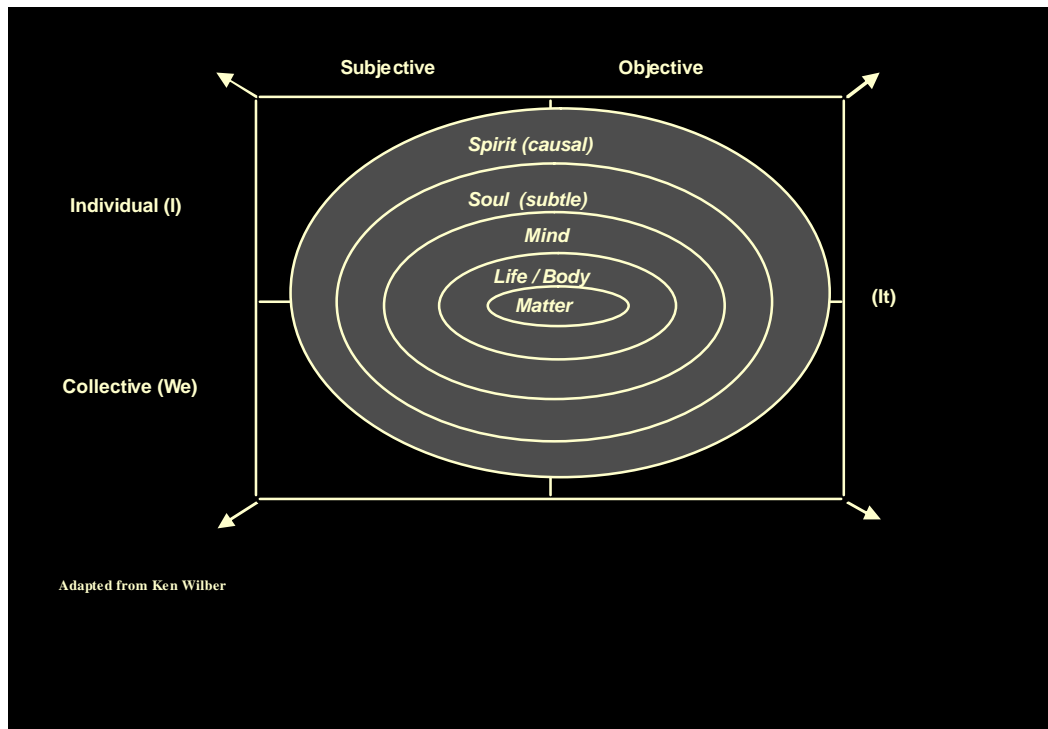 Subjective Objective
Spirit (causal)
Soul (subtle)
Individual (I)
Mind
Life / Body
(It)
Matter
Collective (We)
Adapted from Ken Wilber